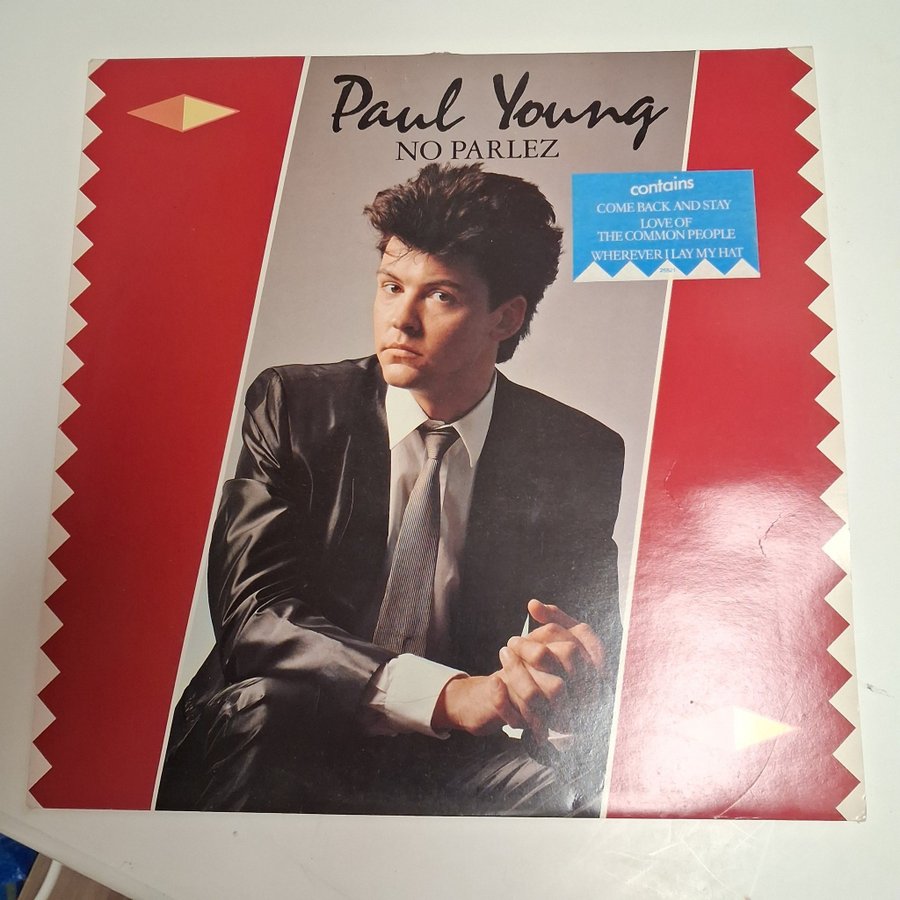 Paul Young
NO PARLEZ
contains
COME BACK AND STAY
LOVE OF
THE COMMON PEOPLE
WHEREVER I LAY MY HAT